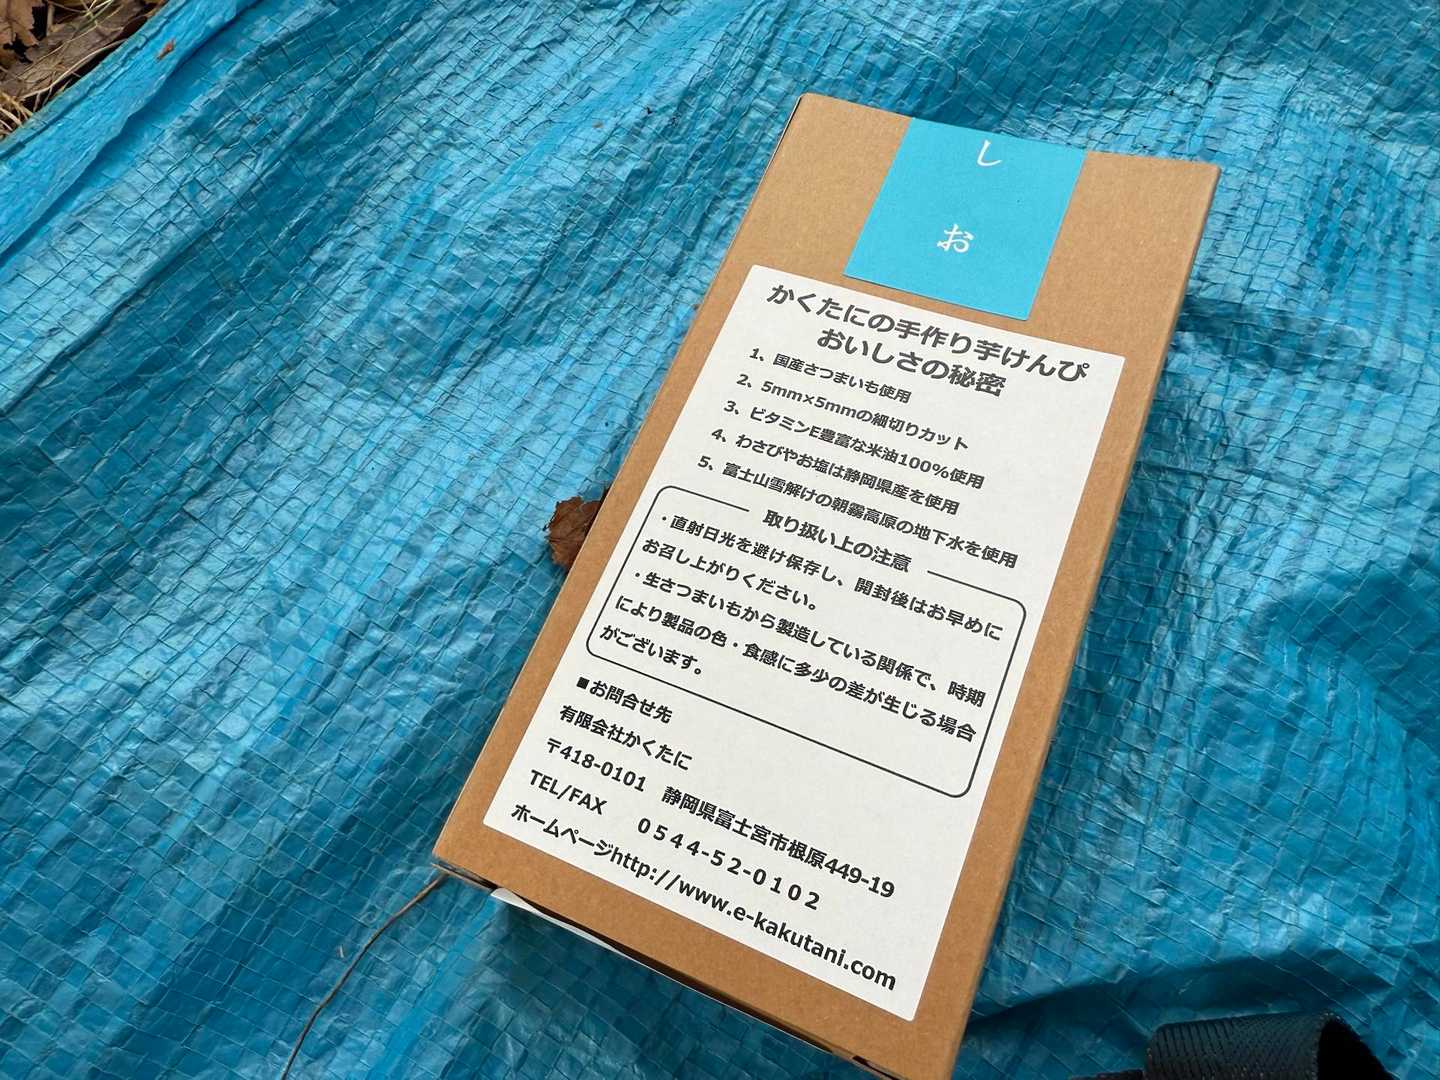 しお
かくたにの手作り芋けんぴ
おいしさの秘密
1、国産さつまいも使用
2、5mm×5mmの細切りカット
3、ビタミンE豊富な米油100%使用
4、わさびやお塩は静岡県産を使用
5、富士山雪解けの朝霧高原の地下水を使用
取り扱い上の注意
・直射日光を避け保存し、開封後はお早めに
お召し上がりください。
・生さつまいもから製造している関係で、時期
により製品の色・食感に多少の差が生じる場合
がございます。
■お問合せ先
有限会社かくたに
〒418-0101 静岡県富士宮市根原449-19
TEL/FAX 0544-52-0102
ホームページhttp://www.e-kakutani.com